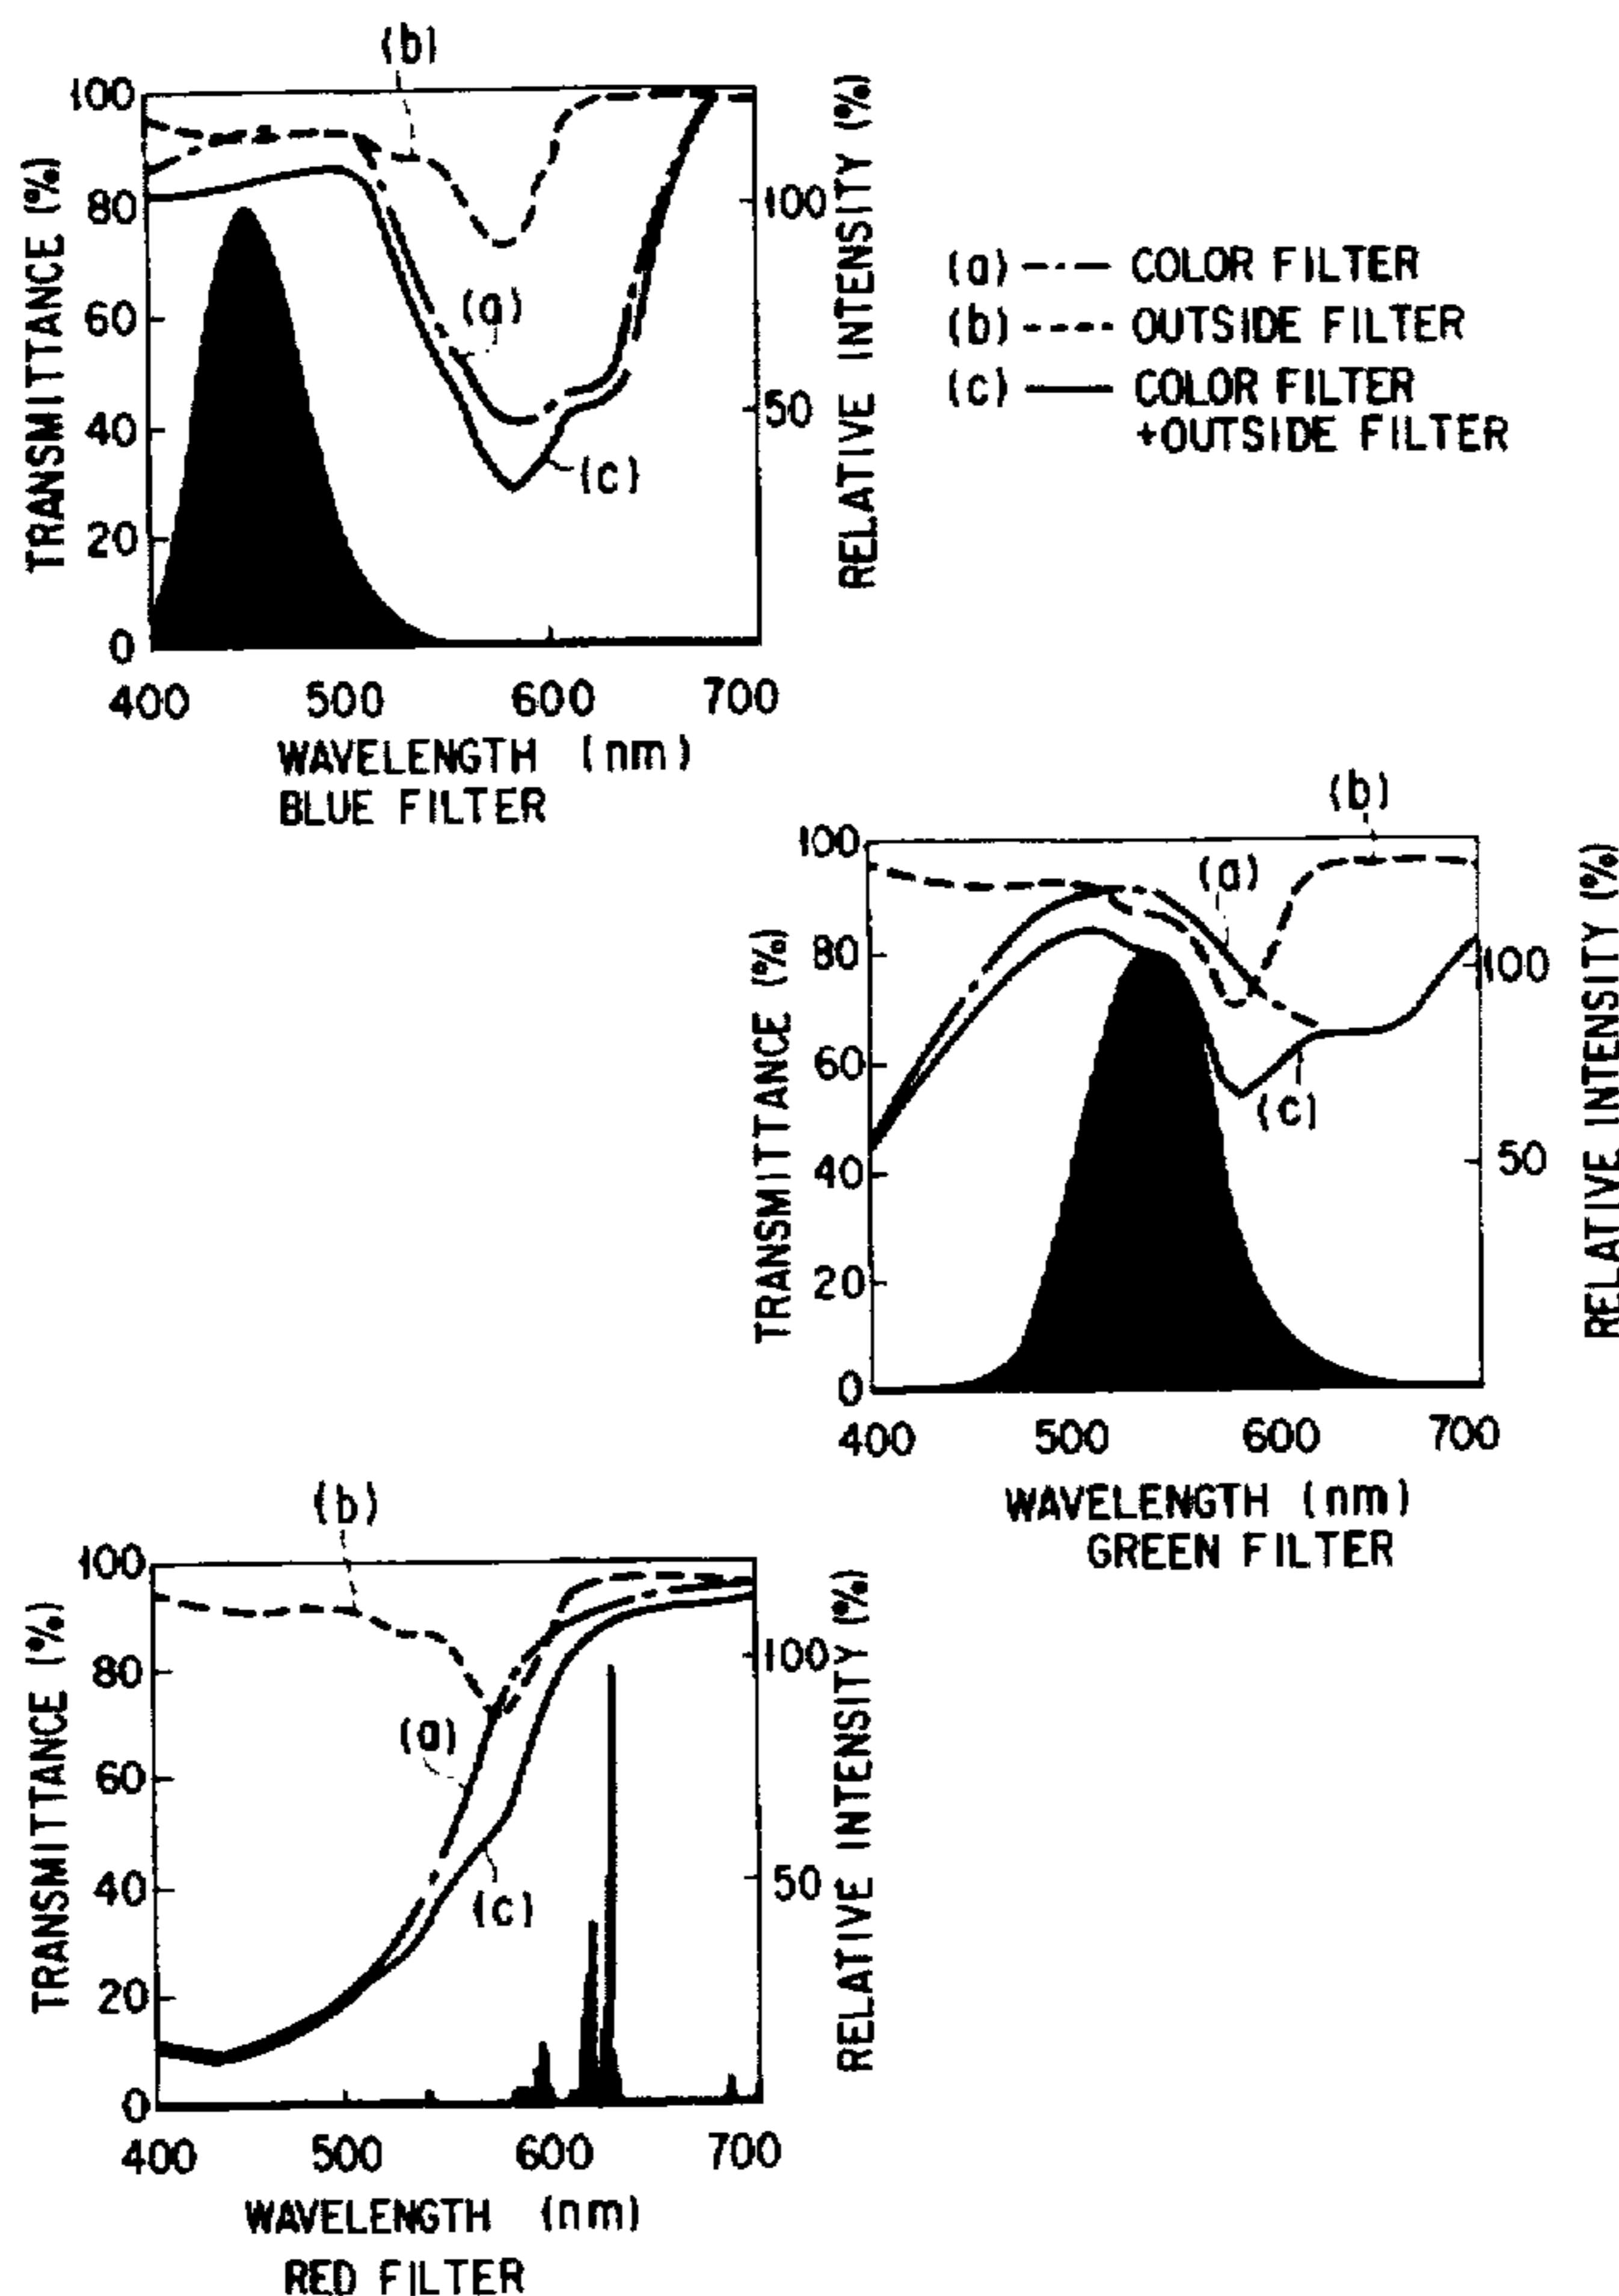 (b)
100
80
60
40
20
0
TRANSMITTANCE (%)
(a)
(c)
100
50
RELATIVE INTENSITY (%)
400 500 600 700
WAVELENGTH (nm)
BLUE FILTER
(a) COLOR FILTER
(b) OUTSIDE FILTER
(c) COLOR FILTER
+OUTSIDE FILTER
(b)
100
80
60
40
20
0
TRANSMITTANCE (%)
(a)
(c)
100
50
RELATIVE INTENSITY (%)
400 500 600 700
WAVELENGTH (nm)
GREEN FILTER
(b)
100
80
60
40
20
0
TRANSMITTANCE (%)
(a)
(c)
100
50
RELATIVE INTENSITY (%)
400 500 600 700
WAVELENGTH (nm)
RED FILTER